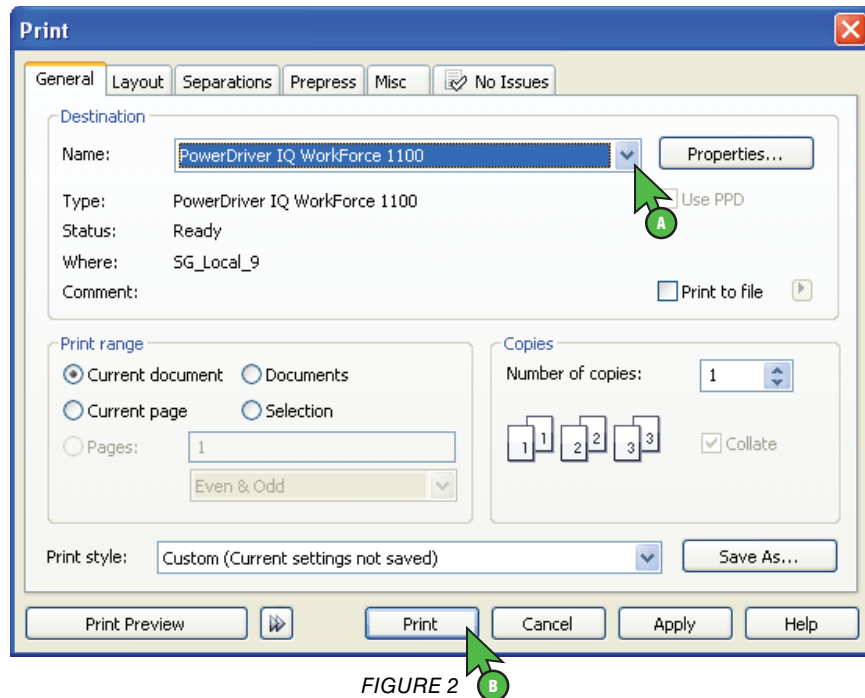 Print
General Layout Separations Prepress Misc No Issues
Destination
Name: PowerDriver IQ WorkForce 1100 Properties...
Type: PowerDriver IQ WorkForce 1100 Use PPD
A
Status: Ready
Where: SG_Local_9
Comment: Print to file
Print range
Current document Documents
Current page Selection
Pages: 1
Even & Odd
Copies
Number of copies: 1
1 1 2 2 3 3 Collate
Print style: Custom (Current settings not saved) Save As...
Print Preview Print Cancel Apply Help
FIGURE 2 B